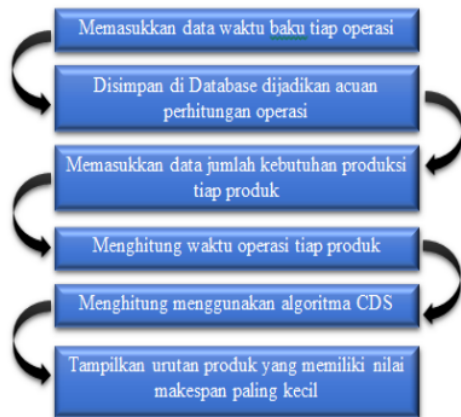 Memasukkan data waktu baku tiap operasi
Disimpan di Database dijadikan acuan
perhitungan operasi
Memasukkan data jumlah kebutuhan produksi
tiap produk
Menghitung waktu operasi tiap produk
Menghitung menggunakan algoritma CDS
Tampilkan urutan produk yang memiliki nilai
makespan paling kecil